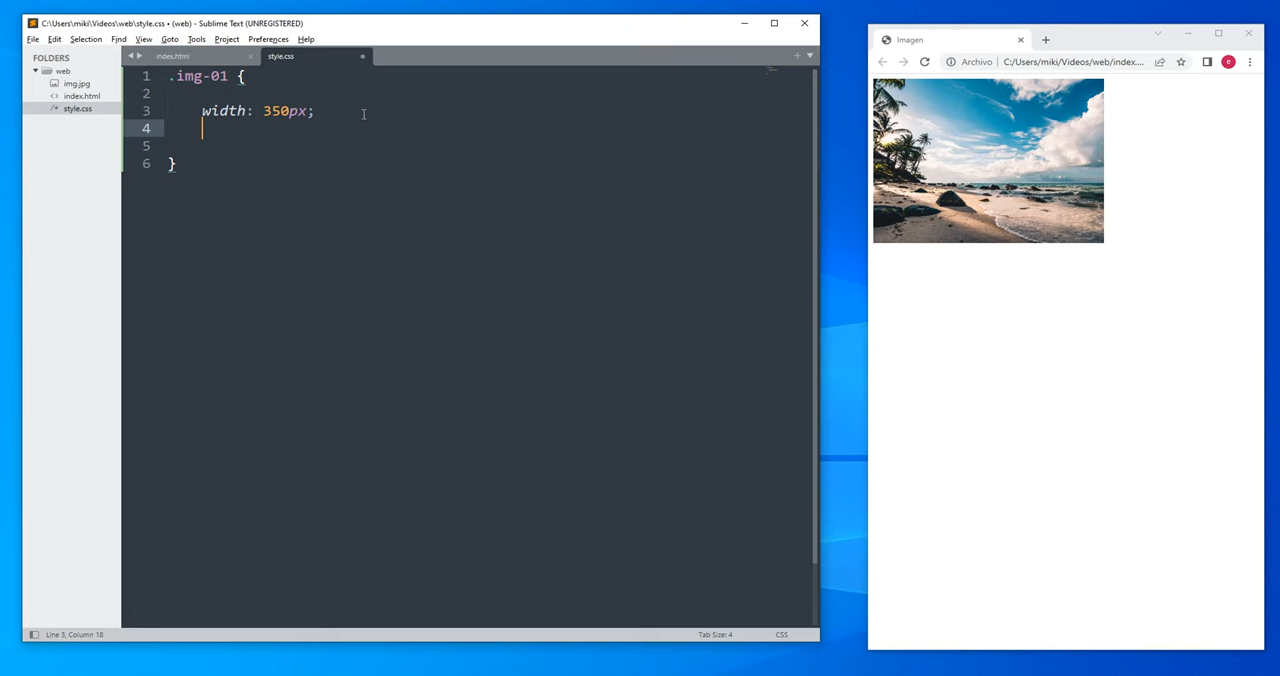 C:\Users\miki\Videos\web\style.css • (web) - Sublime Text (UNREGISTERED)
File Edit Selection Find View Goto Tools Project Preferences Help
FOLDERS
web
img.jpg
index.html
style.css
index.html
style.css
1 .img-01 {
2
3 width: 350px;
4
5
6 }
Line 3, Column 18
Tab Size: 4
CSS
Imagen
Archivo C:/Users/miki/Videos/web/index....
e